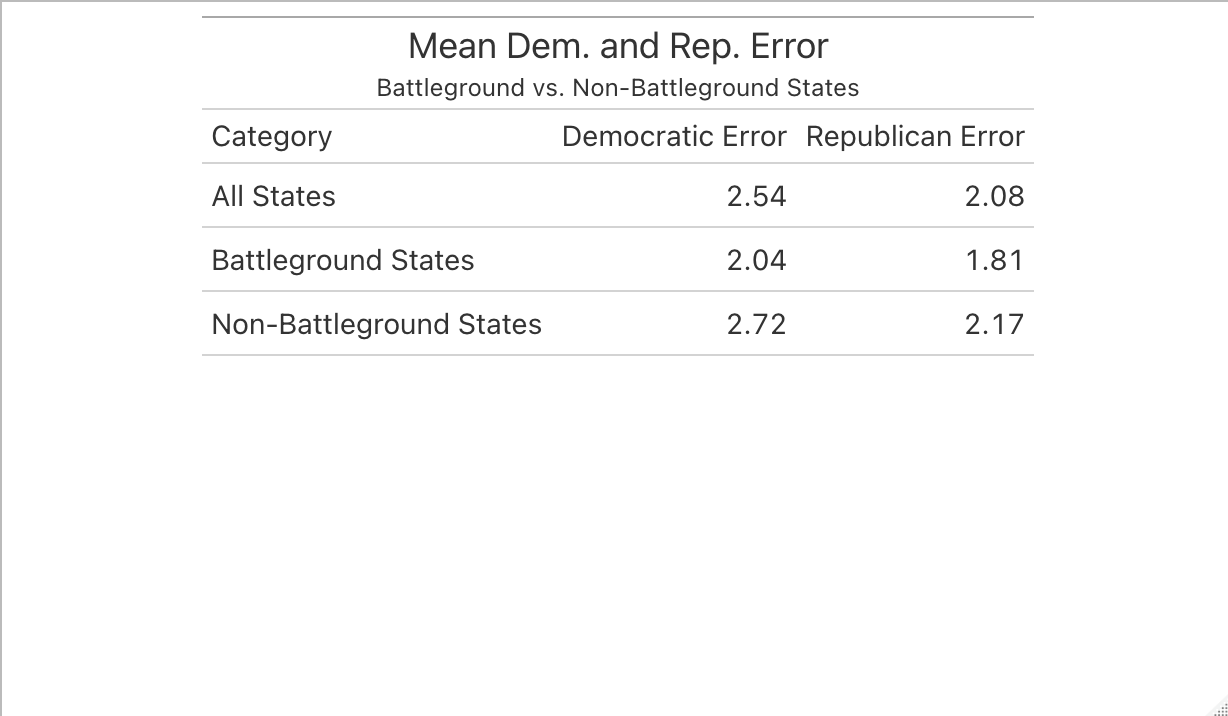 Mean Dem. and Rep. Error
Battleground vs. Non-Battleground States
Category Democratic Error Republican Error
All States 2.54 2.08
Battleground States 2.04 1.81
Non-Battleground States 2.72 2.17